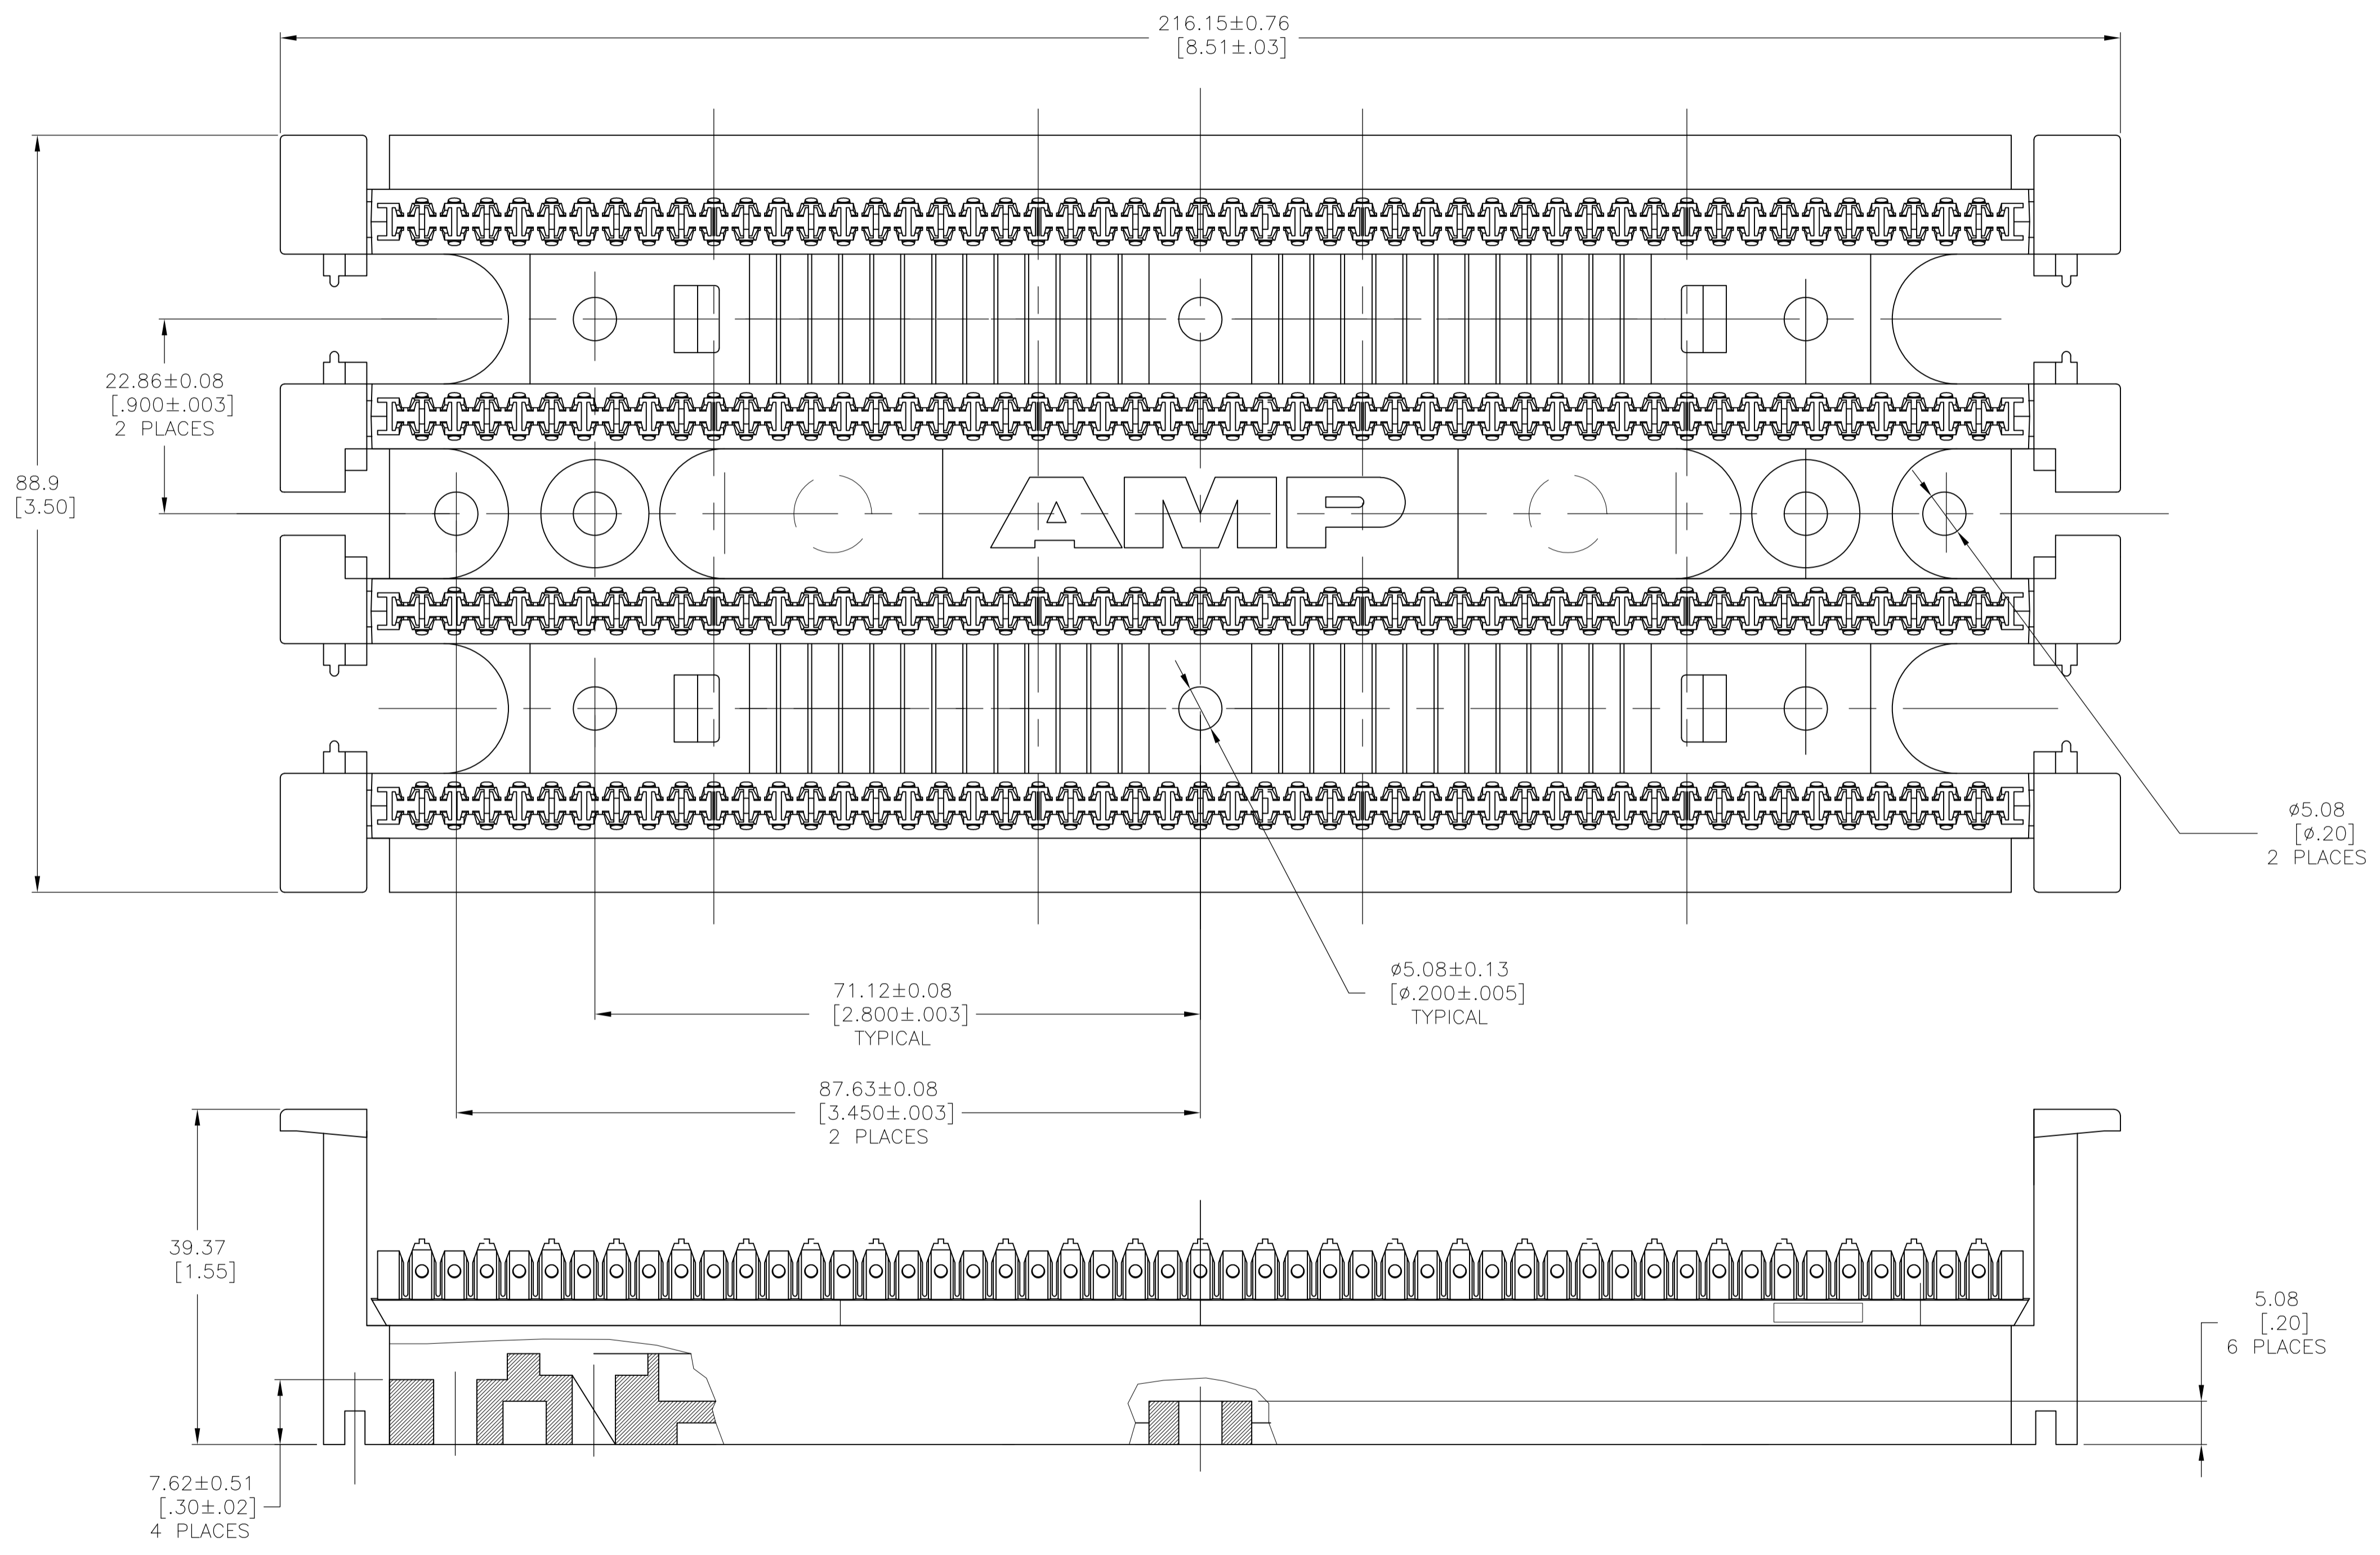 216.15±0.76
[8.51±.03]
22.86±0.08
[.900±.003]
2 PLACES
88.9
[3.50]
AMP
ø5.08
[ø.20]
2 PLACES
ø5.08±0.13
[ø.200±.005]
TYPICAL
71.12±0.08
[2.800±.003]
TYPICAL
87.63±0.08
[3.450±.003]
2 PLACES
39.37
[1.55]
5.08
[.20]
6 PLACES
7.62±0.51
[.30±.02]
4 PLACES